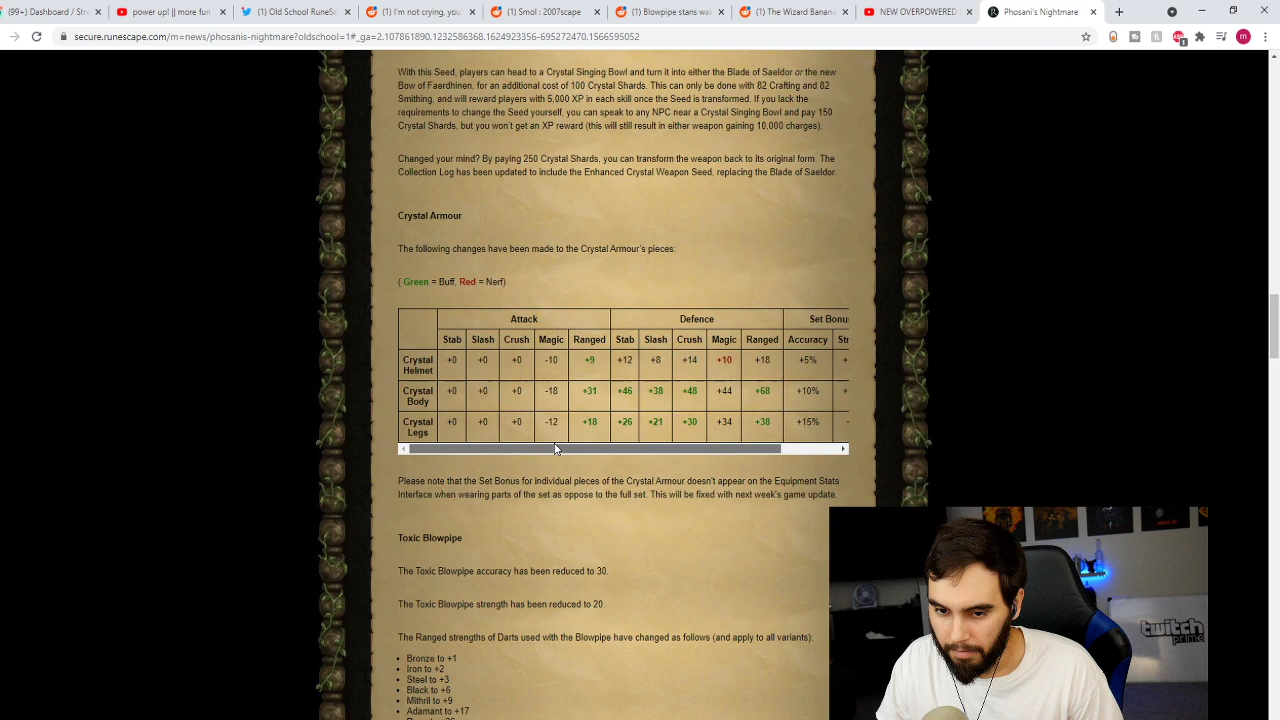 99) Dashboard / Stre
power up! || more fun
(1) Old School RuneSc
(1) I'm not crying, you
(1) Smol : 2007scape
(1) Blowpipe stans wa
(1) The Wizard Banana
NEW OVERPOWERED
Phosani's Nightmare
secure.runescape.com/m=news/phosanis-nightmare?oldschool=1#_ga=2.107861890.1232586368.1624923356-695272470.1566595052
1
m
With this Seed, players can head to a Crystal Singing Bowl and turn it into either the Blade of Saeldor or the new
Bow of Faerdhinen, for an additional cost of 100 Crystal Shards. This can only be done with 82 Crafting and 82
Smithing, and will reward players with 5,000 XP in each skill once the Seed is transformed. If you lack the
requirements to change the Seed yourself, you can speak to any NPC near a Crystal Singing Bowl and pay 150
Crystal Shards, but you won't get an XP reward (this will still result in either weapon gaining 10,000 charges).
Changed your mind? By paying 250 Crystal Shards, you can transform the weapon back to its original form. The
Collection Log has been updated to include the Enhanced Crystal Weapon Seed, replacing the Blade of Saeldor.
Crystal Armour
The following changes have been made to the Crystal Armour's pieces:
( Green = Buff, Red = Nerf)
Attack Defence Set Bonu
Stab Slash Crush Magic Ranged Stab Slash Crush Magic Ranged Accuracy Str
Crystal Helmet +0 +0 +0 -10 +9 +12 +8 +14 +10 +18 +5% +
Crystal Body +0 +0 +0 -18 +31 +46 +38 +48 +44 +68 +10% +
Crystal Legs +0 +0 +0 -12 +18 +26 +21 +30 +34 +38 +15%
Please note that the Set Bonus for individual pieces of the Crystal Armour doesn't appear on the Equipment Stats
Interface when wearing parts of the set as oppose to the full set. This will be fixed with next week's game update.
Toxic Blowpipe
The Toxic Blowpipe accuracy has been reduced to 30.
The Toxic Blowpipe strength has been reduced to 20.
The Ranged strengths of Darts used with the Blowpipe have changed as follows (and apply to all variants):
• Bronze to +1
• Iron to +2
• Steel to +3
• Black to +6
• Mithril to +9
• Adamant to +17
twitch
prime